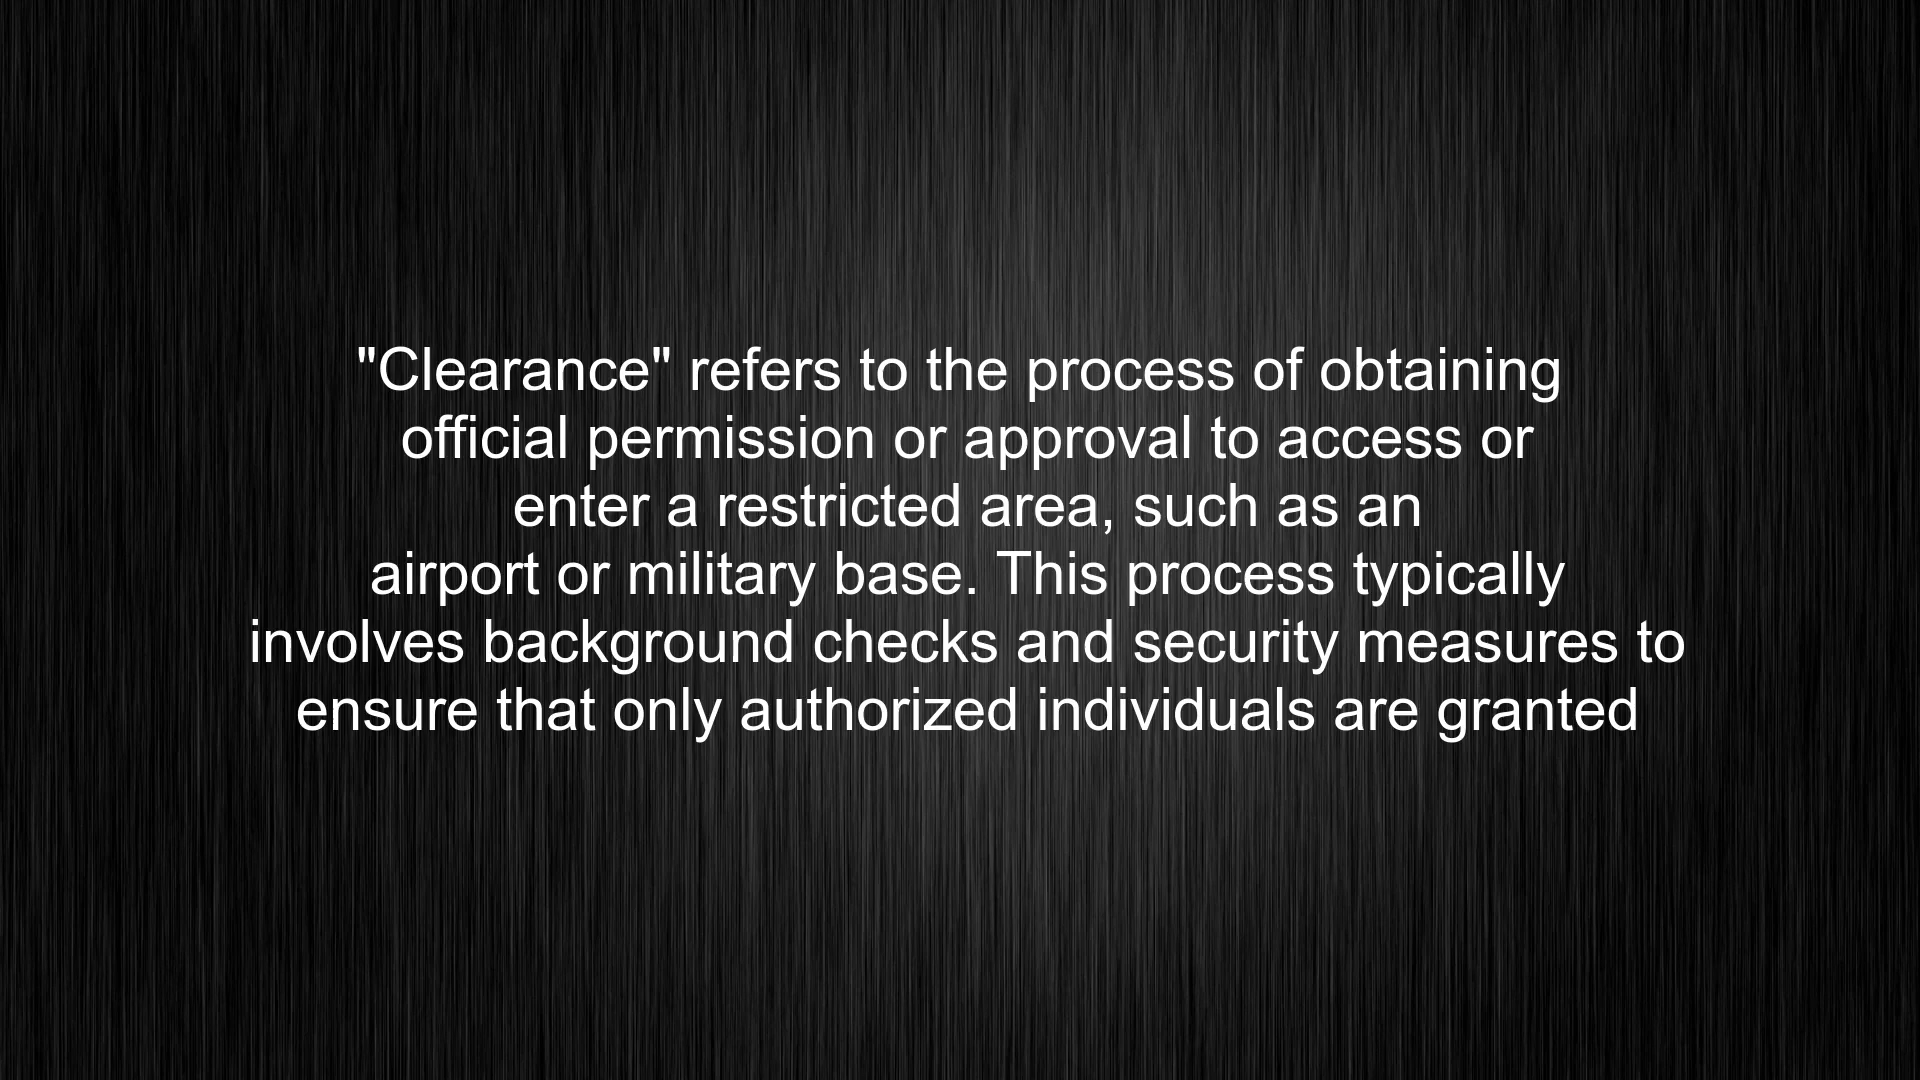 "Clearance" refers to the process of obtaining
official permission or approval to access or
enter a restricted area, such as an
airport or military base. This process typically
involves background checks and security measures to
ensure that only authorized individuals are granted